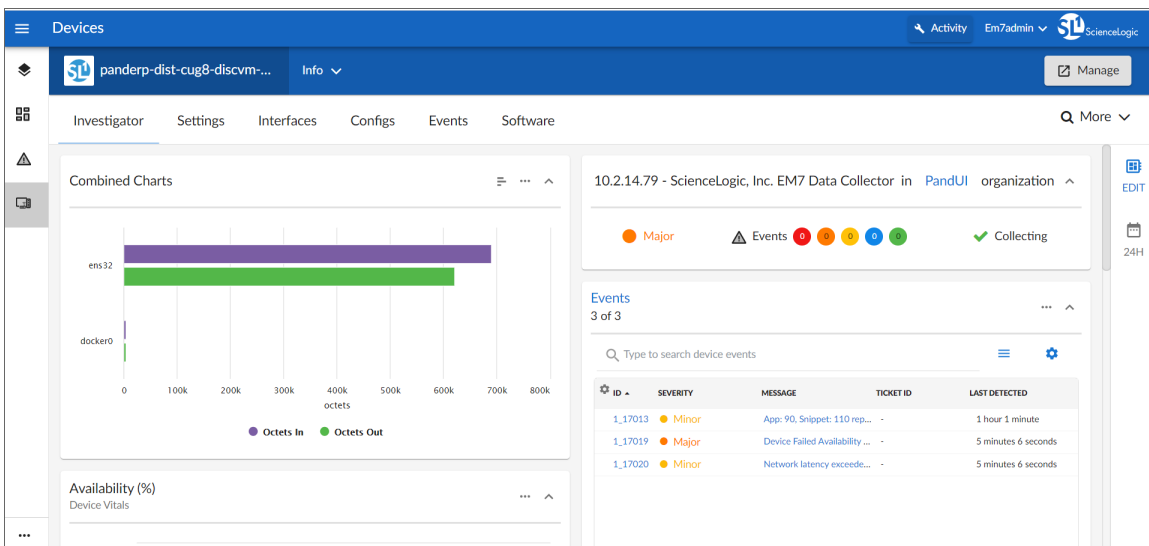 Devices
Activity
Em7admin
SL1 ScienceLogic
SL1
panderp-dist-cug8-discvm-...
Info
Manage
Investigator
Settings
Interfaces
Configs
Events
Software
More
Combined Charts
ens32
docker0
0 100k 200k 300k 400k 500k 600k 700k 800k
octets
Octets In Octets Out
Availability (%)
Device Vitals
10.2.14.79 - ScienceLogic, Inc. EM7 Data Collector in PandUI organization
Major
Events 0 0 0 0 0
Collecting
Events
3 of 3
Type to search device events
ID SEVERITY MESSAGE TICKET ID LAST DETECTED
1_17013 Minor App: 90, Snippet: 110 rep... - 1 hour 1 minute
1_17019 Major Device Failed Availability ... - 5 minutes 6 seconds
1_17020 Minor Network latency exceede... - 5 minutes 6 seconds
EDIT
24H